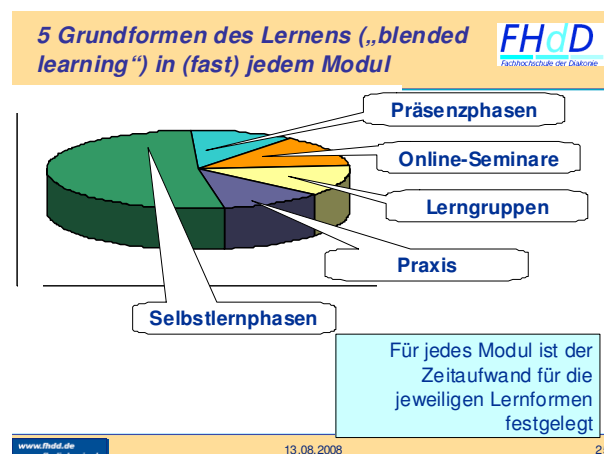 5 Grundformen des Lernens („blended
learning“) in (fast) jedem Modul
FHdD
Fachhochschule der Diakonie
Präsenzphasen
Online-Seminare
Lerngruppen
Praxis
Selbstlernphasen
Für jedes Modul ist der
Zeitaufwand für die
jeweiligen Lernformen
festgelegt
www.fhdd.de
13.08.2008
2